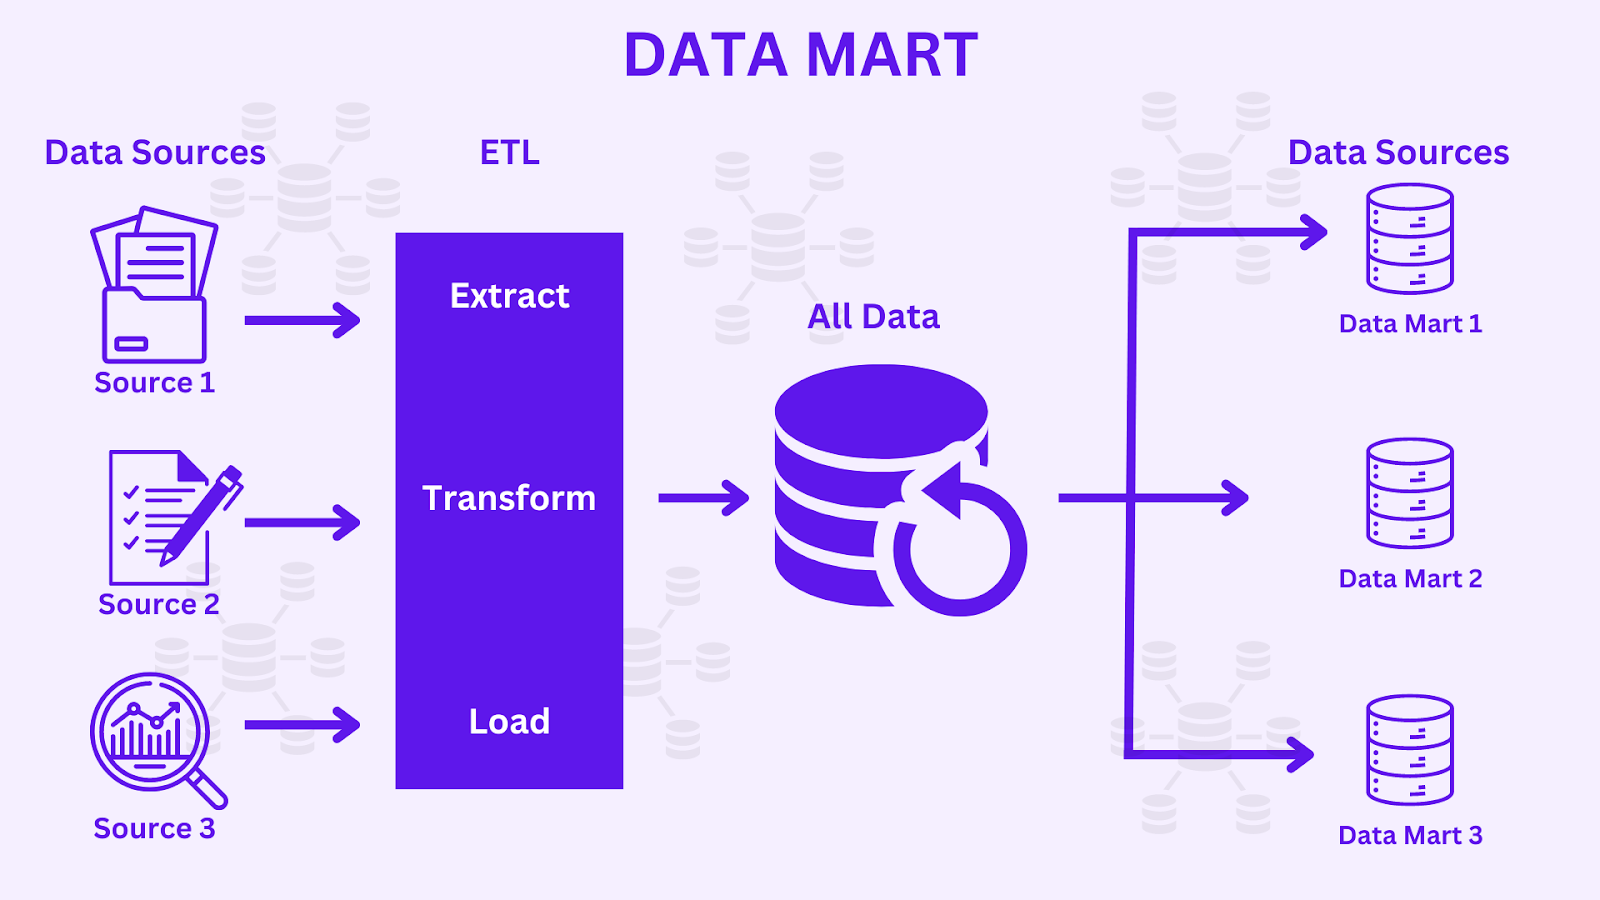 DATA MART
Data Sources
Source 1
Source 2
Source 3
ETL
Extract
Transform
Load
All Data
Data Sources
Data Mart 1
Data Mart 2
Data Mart 3